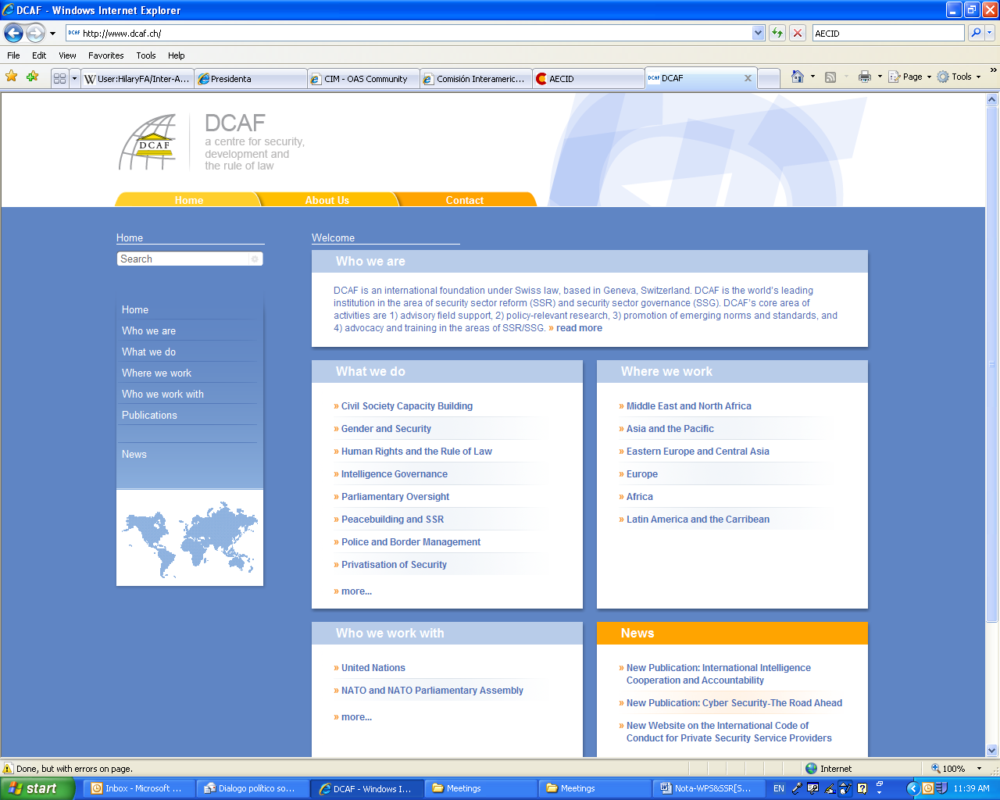 DCAF - Windows Internet Explorer
DCAF http://www.dcaf.ch/
AECID
File Edit View Favorites Tools Help
User:HilaryFA/Inter-A... Presidenta CIM - OAS Community Comisión Interameric... AECID DCAF DCAF Page Tools
DCAF
DCAF
a centre for security,
development and
the rule of law
Home About Us Contact
Home
Search
Home
Who we are
What we do
Where we work
Who we work with
Publications
News
Welcome
Who we are
DCAF is an international foundation under Swiss law, based in Geneva, Switzerland. DCAF is the world's leading
institution in the area of security sector reform (SSR) and security sector governance (SSG). DCAF's core area of
activities are 1) advisory field support, 2) policy-relevant research, 3) promotion of emerging norms and standards, and
4) advocacy and training in the areas of SSR/SSG. » read more
What we do
» Civil Society Capacity Building
» Gender and Security
» Human Rights and the Rule of Law
» Intelligence Governance
» Parliamentary Oversight
» Peacebuilding and SSR
» Police and Border Management
» Privatisation of Security
» more...
Where we work
» Middle East and North Africa
» Asia and the Pacific
» Eastern Europe and Central Asia
» Europe
» Africa
» Latin America and the Carribean
Who we work with
» United Nations
» NATO and NATO Parliamentary Assembly
» more...
News
» New Publication: International Intelligence
Cooperation and Accountability
» New Publication: Cyber Security-The Road Ahead
» New Website on the International Code of
Conduct for Private Security Service Providers
Done, but with errors on page. Internet 100%
start Inbox - Microsoft ... Dialogo político so... DCAF - Windows I... Meetings Meetings Nota-WPS&SSR[S... EN 11:39 AM